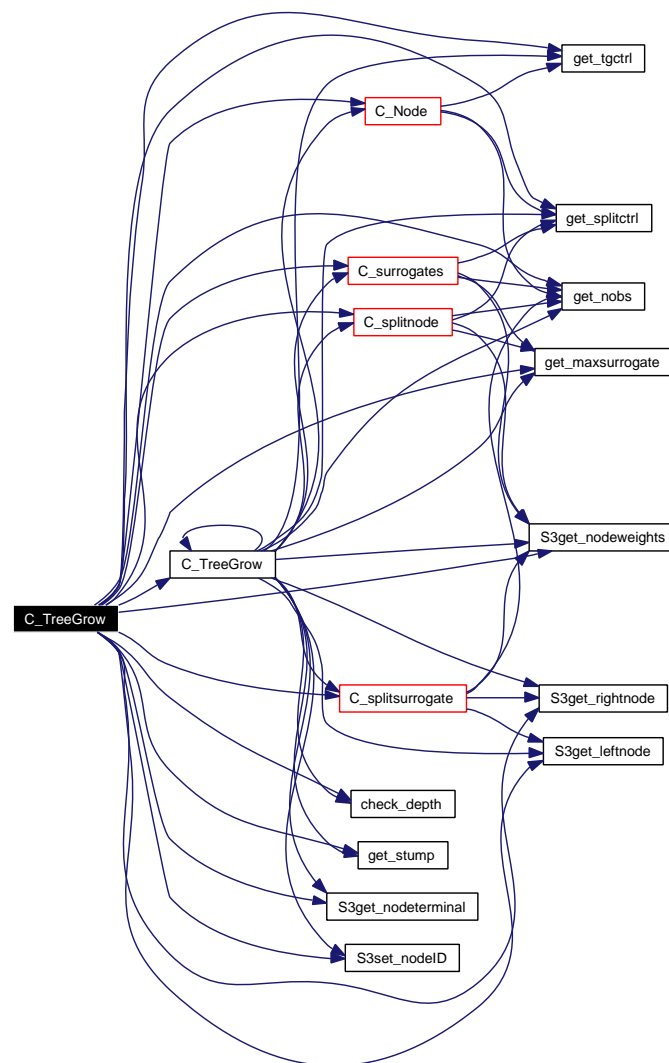 get_tgctrl
C_Node
get_splitctrl
C_surrogates
get_nobs
C_splitnode
get_maxsurrogate
S3get_nodeweights
C_TreeGrow
C_TreeGrow
C_splitsurrogate
S3get_rightnode
S3get_leftnode
check_depth
get_stump
S3get_nodeterminal
S3set_nodeID